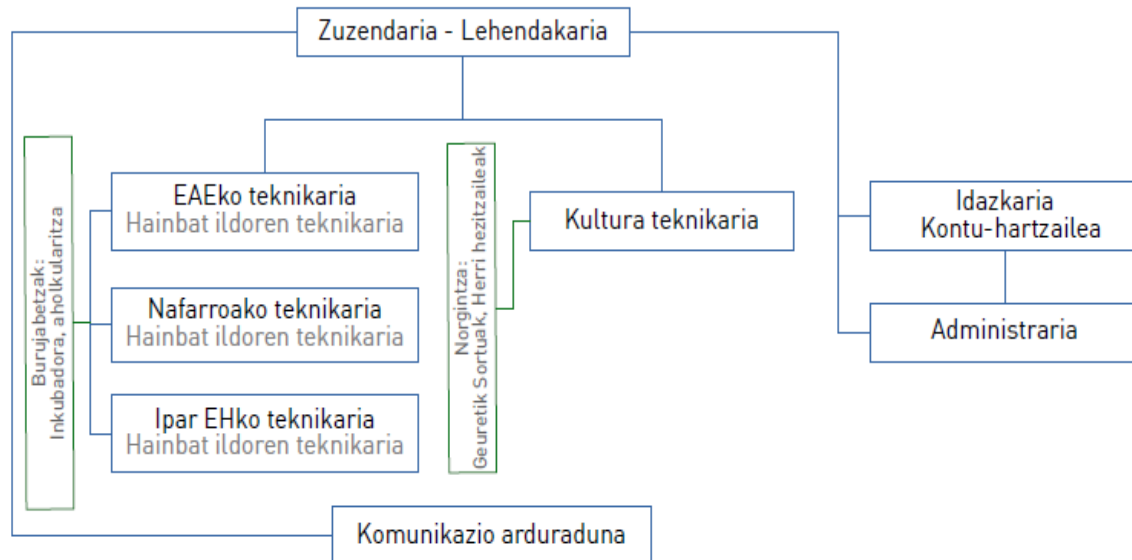 Zuzendaria - Lehendakaria
Burujabetzak:
Inkubadora, aholkularitza
EAEko teknikaria
Hainbat ildoren teknikaria
Nafarroako teknikaria
Hainbat ildoren teknikaria
Ipar EHko teknikaria
Hainbat ildoren teknikaria
Norgintza:
Geuretik Sortuak, Herri hezitzaileak
Kultura teknikaria
Idazkaria
Kontu-hartzailea
Administraria
Komunikazio arduraduna